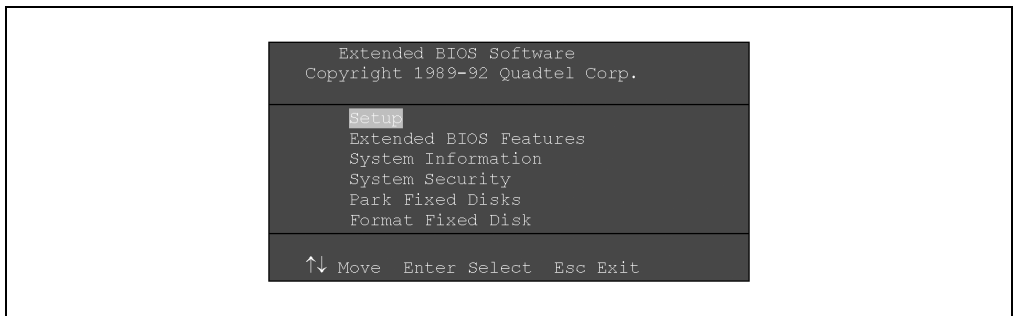 Extended BIOS Software
Copyright 1989-92 Quadtel Corp.
Setup
Extended BIOS Features
System Information
System Security
Park Fixed Disks
Format Fixed Disk
↑↓ Move Enter Select Esc Exit